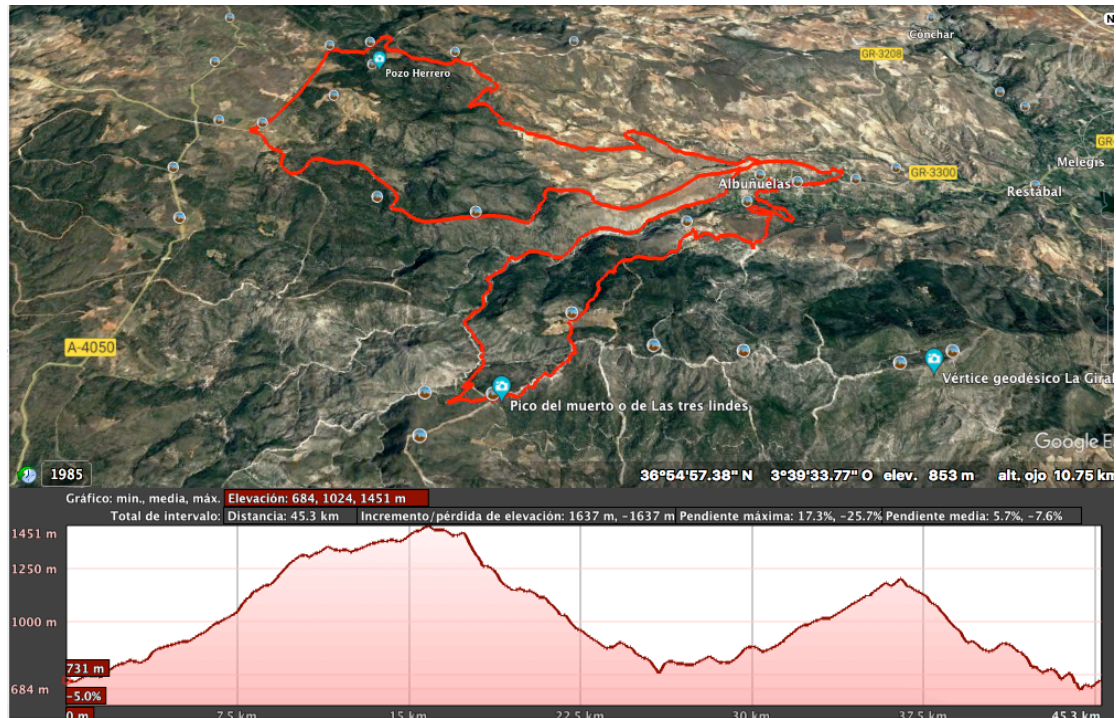 N
Cónchar
GR-3208
Pozo Herrero
GR-
Melegís
GR-3300
Albuñuelas
Restábal
A-4050
Vértice geodésico La Giral
Pico del muerto o de Las tres lindes
Google E
1985
36°54'57.38" N 3°39'33.77" O elev. 853 m alt. ojo 10.75 km
Gráfico: mín., media, máx. Elevación: 684, 1024, 1451 m
Total de intervalo: Distancia: 45.3 km Incremento/pérdida de elevación: 1637 m, -1637 m Pendiente máxima: 17.3%, -25.7% Pendiente media: 5.7%, -7.6%
1451 m
1250 m
1000 m
731 m
684 m
-5.0%
0 m 7.5 km 15 km 22.5 km 30 km 37.5 km 45.3 km